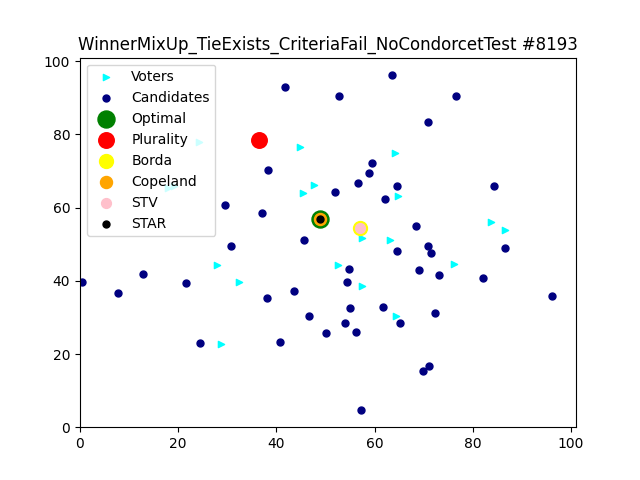 WinnerMixUp_TieExists_CriteriaFail_NoCondorcetTest #8193
100
80
60
40
20
0
0
20
40
60
80
100
Voters
Candidates
Optimal
Plurality
Borda
Copeland
STV
STAR